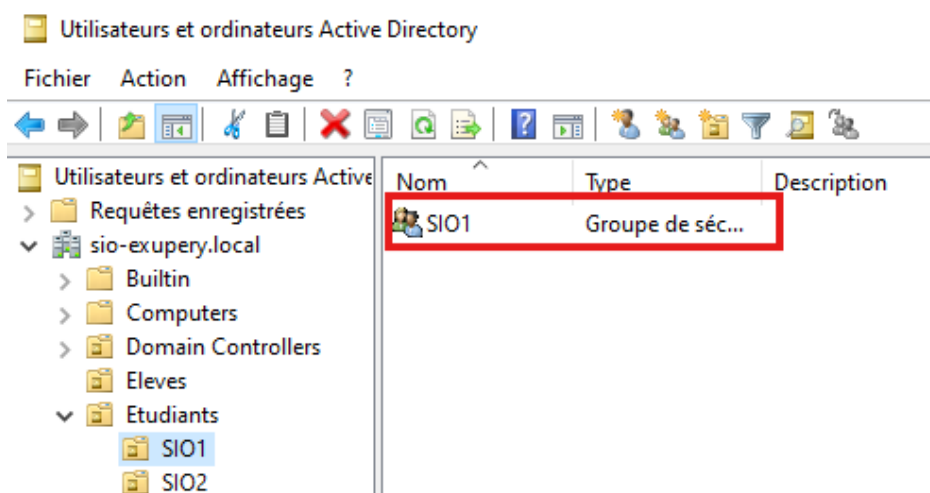 Utilisateurs et ordinateurs Active Directory
Fichier Action Affichage ?
Utilisateurs et ordinateurs Active
Requêtes enregistrées
sio-exupery.local
Builtin
Computers
Domain Controllers
Eleves
Etudiants
SIO1
SIO2
Nom Type Description
SIO1 Groupe de séc...